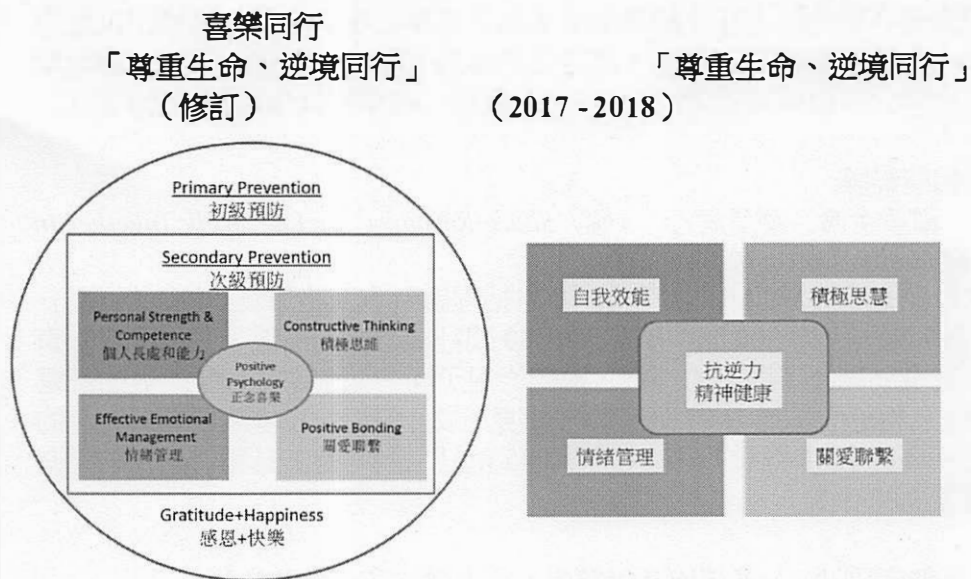 喜樂同行
「尊重生命、逆境同行」
（修訂）
「尊重生命、逆境同行」
（2017 -2018）
Primary Prevention
初級預防
Secondary Prevention
次級預防
Personal Strength &
Competence
個人長處和能力
Constructive Thinking
積極思維
Positive
Psychology
正念喜樂
Effective Emotional
Management
情緒管理
Positive Bonding
關愛聯繫
Gratitude+Happiness
感恩+快樂
自我效能
積極思慧
抗逆力
精神健康
情緒管理
關愛聯繫